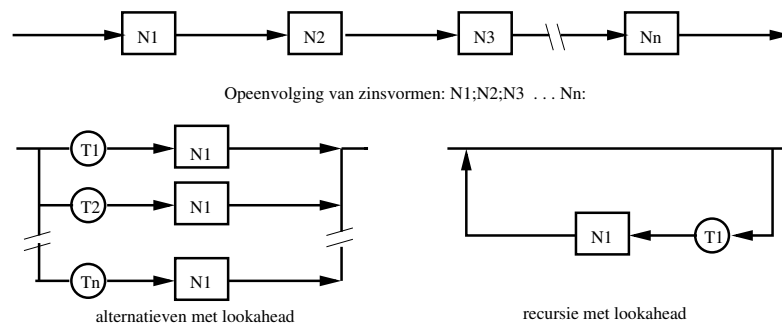 N1 N2 N3 Nn
Opeenvolging van zinsvormen: N1;N2;N3 . . . Nn:
T1 N1
T2 N1
Tn N1
alternatieven met lookahead
N1 T1
recursie met lookahead